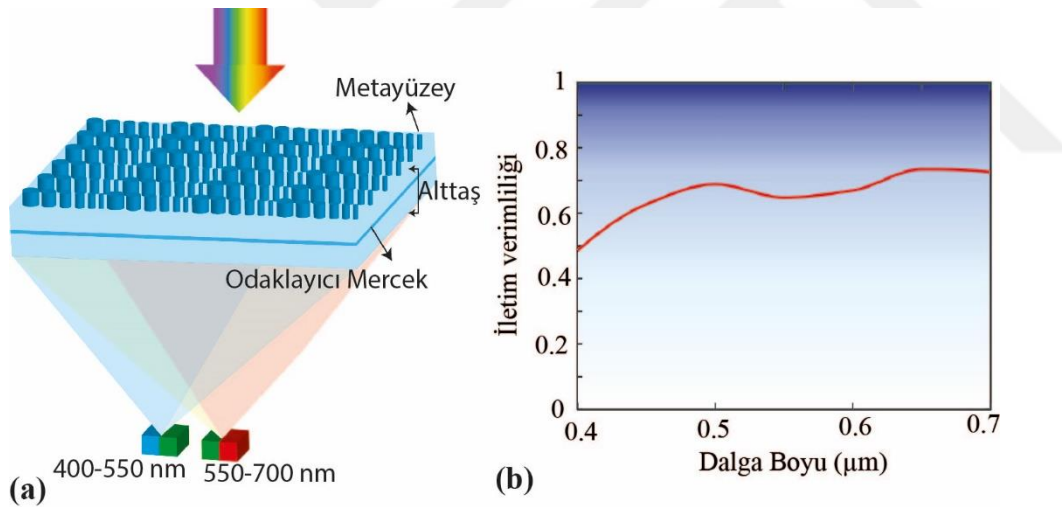 Metayüzey
Alttaş
Odaklayıcı Mercek
400-550 nm
550-700 nm
(a)
İletim verimliliği
1
0.8
0.6
0.4
0.2
0
0.4
0.5
0.6
0.7
Dalga Boyu (μm)
(b)